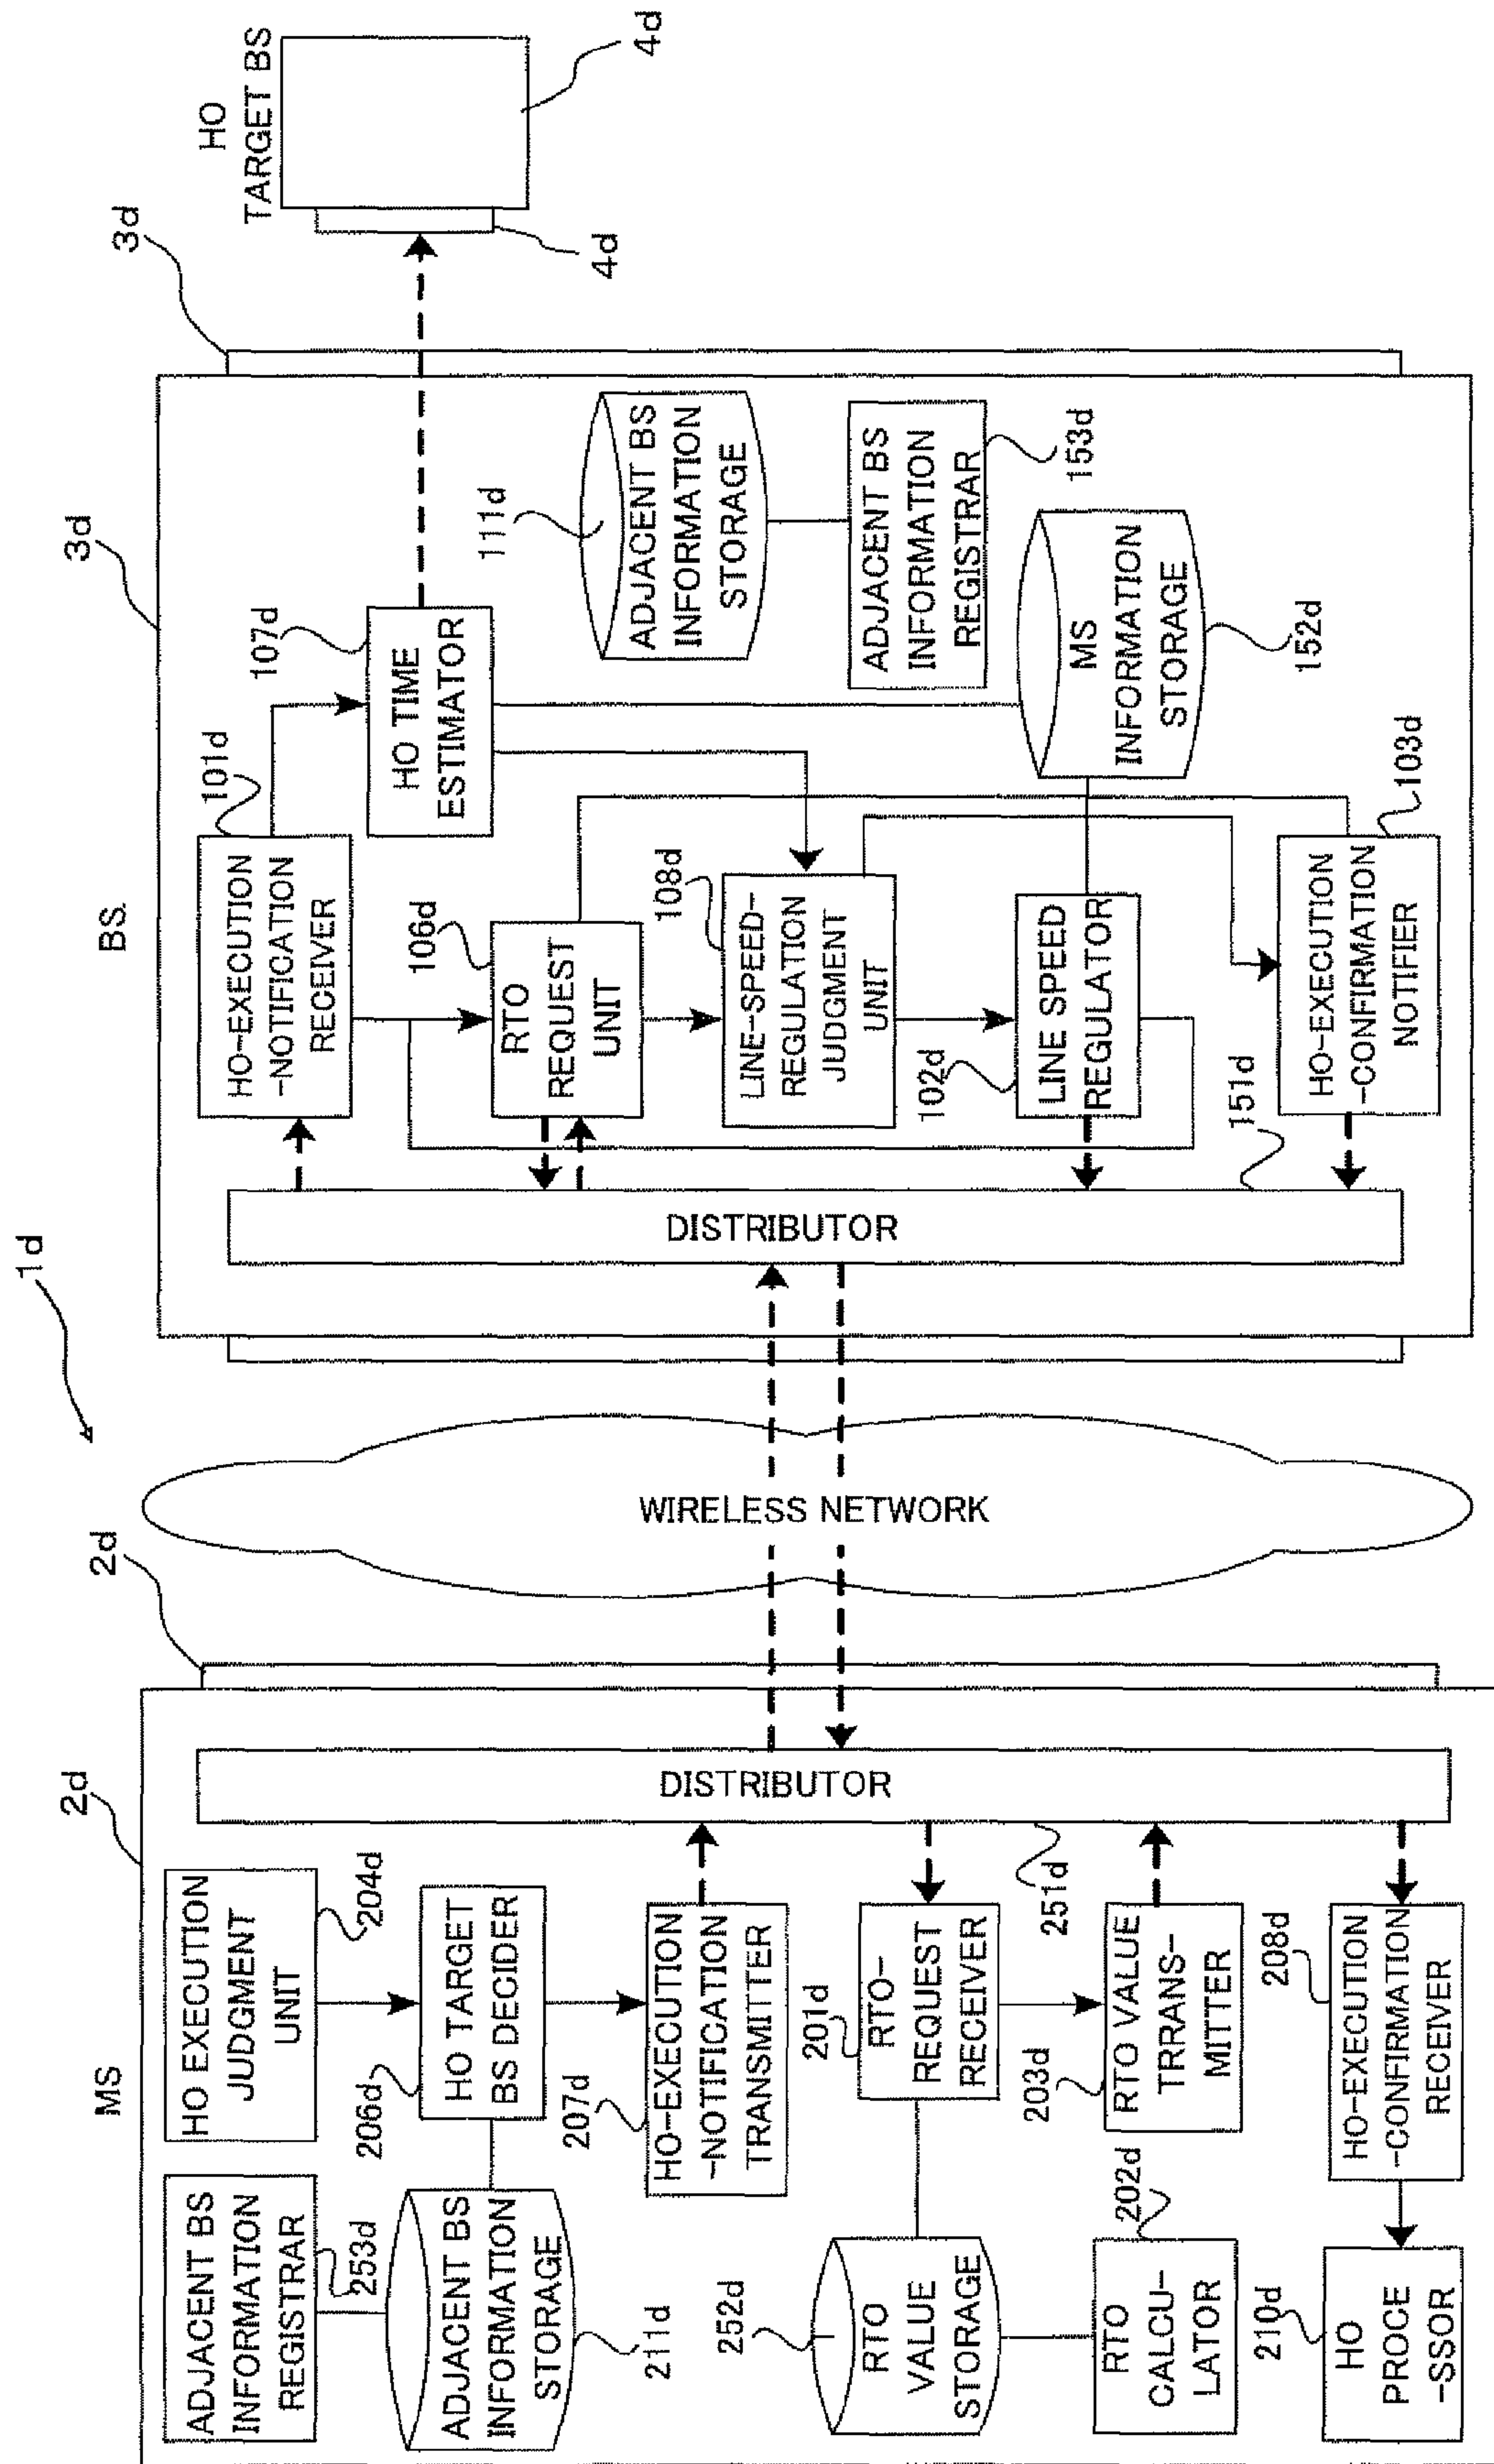 1d
MS
2d
2d
ADJACENT BS
INFORMATION
REGISTRAR
253d
HO EXECUTION
JUDGMENT
UNIT
204d
ADJACENT BS
INFORMATION
STORAGE
211d
206d
HO TARGET
BS DECIDER
207d
HO-EXECUTION
-NOTIFICATION
TRANSMITTER
252d
RTO
VALUE
STORAGE
201d
RTO-
REQUEST
RECEIVER
251d
202d
RTO
CALCU-
LATOR
203d
RTO VALUE
TRANS-
MITTER
210d
HO
PROCE
-SSOR
208d
HO-EXECUTION
-CONFIRMATION
RECEIVER
DISTRIBUTOR
WIRELESS NETWORK
BS.
3d
3d
DISTRIBUTOR
151d
HO-EXECUTION
-NOTIFICATION
RECEIVER
101d
107d
HO TIME
ESTIMATOR
106d
RTO
REQUEST
UNIT
108d
LINE-SPEED-
REGULATION
JUDGMENT
UNIT
102d
LINE SPEED
REGULATOR
HO-EXECUTION
-CONFIRMATION
NOTIFIER
103d
111d
ADJACENT BS
INFORMATION
STORAGE
ADJACENT BS
INFORMATION
REGISTRAR
153d
MS
INFORMATION
STORAGE
152d
HO
TARGET BS
4d
4d